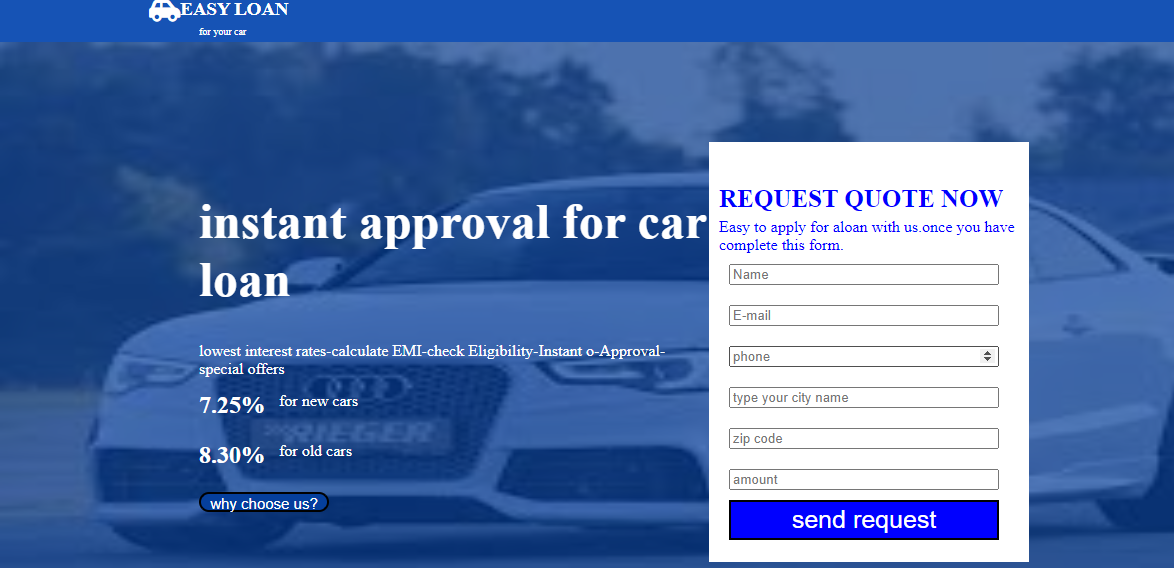 EASY LOAN
for your car
instant approval for car
loan
lowest interest rates-calculate EMI-check Eligibility-Instant o-Approval-
special offers
7.25% for new cars
8.30% for old cars
why choose us?
REQUEST QUOTE NOW
Easy to apply for aloan with us.once you have
complete this form.
Name
E-mail
phone
type your city name
zip code
amount
send request
RIEGER